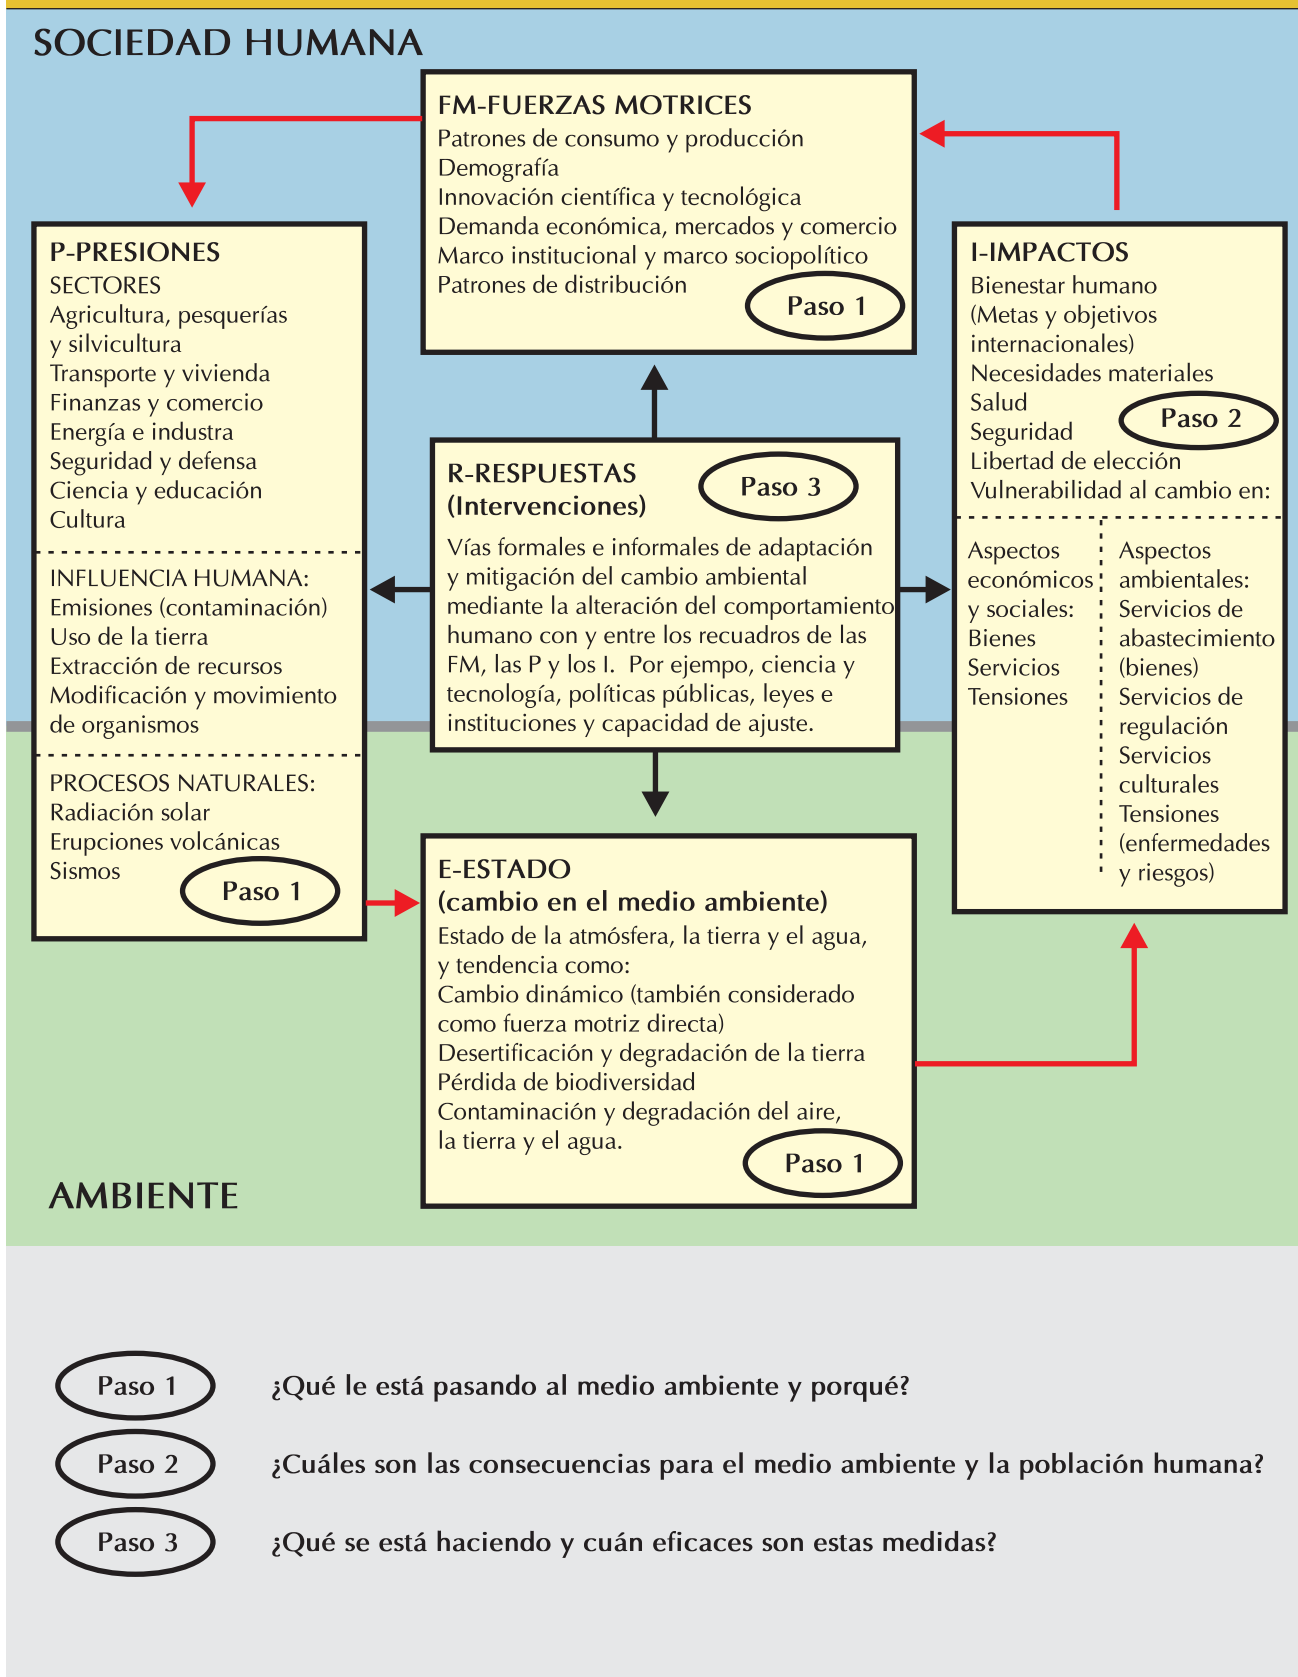 SOCIEDAD HUMANA
FM-FUERZAS MOTRICES
Patrones de consumo y producción
Demografía
Innovación científica y tecnológica
Demanda económica, mercados y comercio
Marco institucional y marco sociopolítico
Patrones de distribución
Paso 1
P-PRESIONES
SECTORES
Agricultura, pesquerías
y silvicultura
Transporte y vivienda
Finanzas y comercio
Energía e industra
Seguridad y defensa
Ciencia y educación
Cultura
INFLUENCIA HUMANA:
Emisiones (contaminación)
Uso de la tierra
Extracción de recursos
Modificación y movimiento
de organismos
PROCESOS NATURALES:
Radiación solar
Erupciones volcánicas
Sismos
Paso 1
R-RESPUESTAS
(Intervenciones)
Paso 3
Vías formales e informales de adaptación
y mitigación del cambio ambiental
mediante la alteración del comportamiento
humano con y entre los recuadros de las
FM, las P y los I. Por ejemplo, ciencia y
tecnología, políticas públicas, leyes e
instituciones y capacidad de ajuste.
I-IMPACTOS
Bienestar humano
(Metas y objetivos
internacionales)
Necesidades materiales
Salud
Seguridad
Paso 2
Libertad de elección
Vulnerabilidad al cambio en:
Aspectos
económicos
y sociales:
Bienes
Servicios
Tensiones
Aspectos
ambientales:
Servicios de
abastecimiento
(bienes)
Servicios de
regulación
Servicios
culturales
Tensiones
(enfermedades
y riesgos)
E-ESTADO
(cambio en el medio ambiente)
Estado de la atmósfera, la tierra y el agua,
y tendencia como:
Cambio dinámico (también considerado
como fuerza motriz directa)
Desertificación y degradación de la tierra
Pérdida de biodiversidad
Contaminación y degradación del aire,
la tierra y el agua.
Paso 1
AMBIENTE
Paso 1 ¿Qué le está pasando al medio ambiente y porqué?
Paso 2 ¿Cuáles son las consecuencias para el medio ambiente y la población humana?
Paso 3 ¿Qué se está haciendo y cuán eficaces son estas medidas?